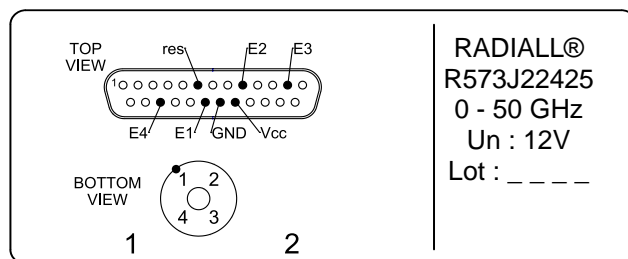 TOP VIEW
res
E2
E3
1
E4
E1
GND
Vcc
BOTTOM VIEW
1 2
4 3
1 2
RADIALL®
R573J22425
0 - 50 GHz
Un : 12V
Lot : _ _ _ _